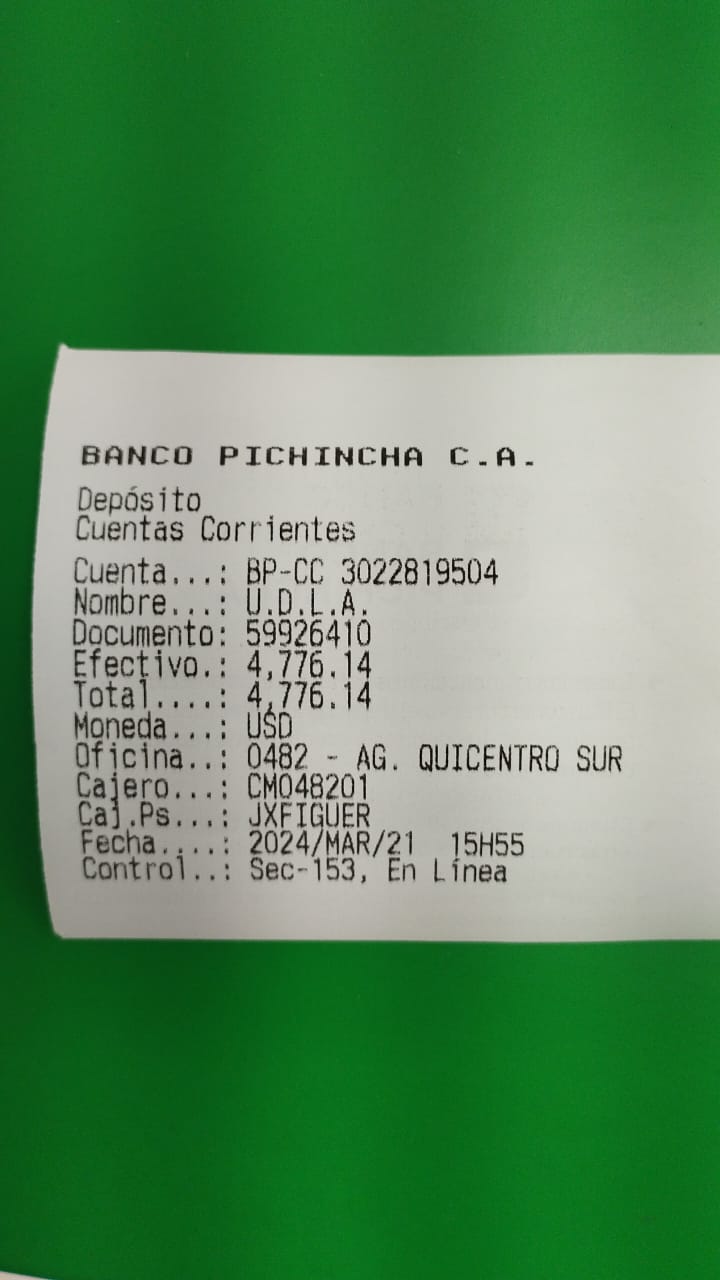 BANCO PICHINCHA C.A.
Depósito
Cuentas Corrientes
Cuenta...: BP-CC 3022819504
Nombre...: U.D.L.A.
Documento: 59926410
Efectivo.: 4,776.14
Total....: 4,776.14
Moneda...: USD
Oficina..: 0482 - AG. QUICENTRO SUR
Cajero...: CM048201
Caj.Ps...: JXFIGUER
Fecha....: 2024/MAR/21  15H55
Control..: Sec-153, En Línea